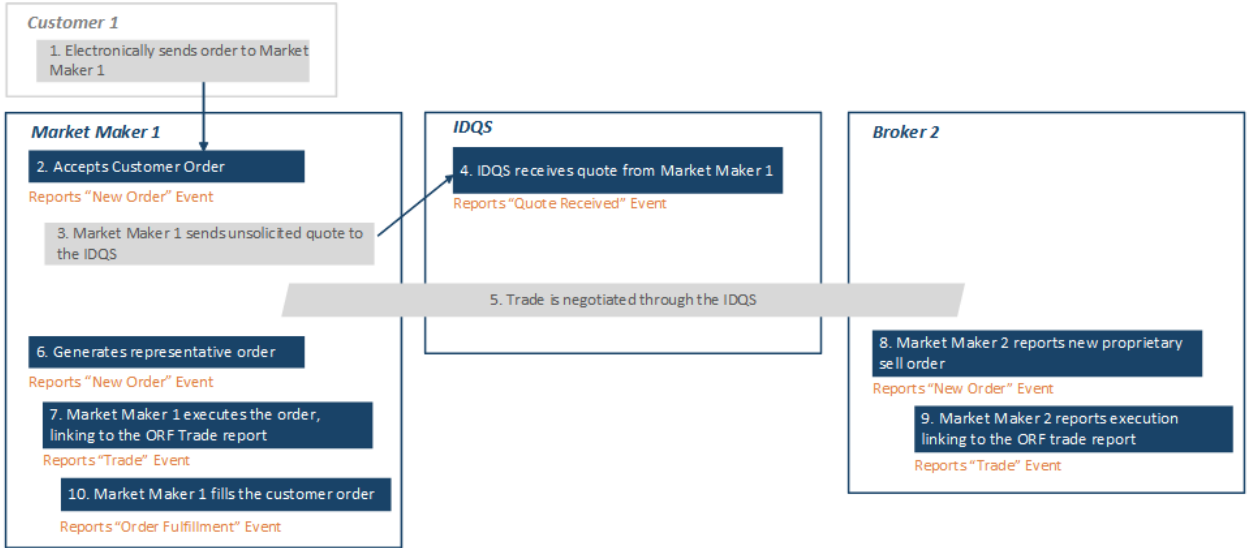 Customer 1
1. Electronically sends order to Market
Maker 1
Market Maker 1
2. Accepts Customer Order
Reports “New Order” Event
3. Market Maker 1 sends unsolicited quote to
the IDQS
IDQS
4. IDQS receives quote from Market Maker 1
Reports “Quote Received” Event
Broker 2
5. Trade is negotiated through the IDQS
6. Generates representative order
Reports “New Order” Event
7. Market Maker 1 executes the order,
linking to the ORF Trade report
Reports “Trade” Event
10. Market Maker 1 fills the customer order
Reports “Order Fulfillment” Event
8. Market Maker 2 reports new proprietary
sell order
Reports “New Order” Event
9. Market Maker 2 reports execution
linking to the ORF trade report
Reports “Trade” Event